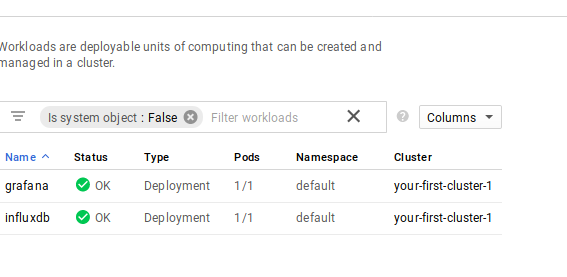 Workloads are deployable units of computing that can be created and
managed in a cluster.
Is system object : False Filter workloads Columns
Name Status Type Pods Namespace Cluster
grafana OK Deployment 1/1 default your-first-cluster-1
influxdb OK Deployment 1/1 default your-first-cluster-1